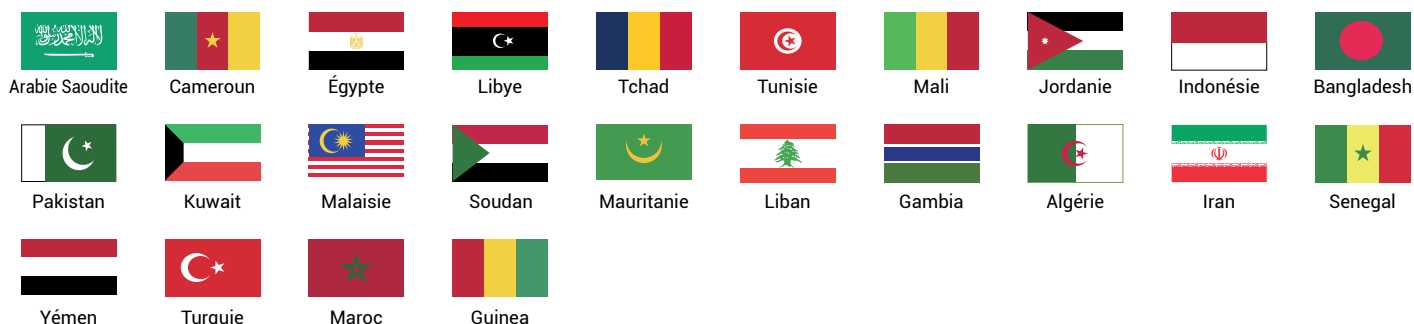 Arabie Saoudite Cameroun Égypte Libye Tchad Tunisie Mali Jordanie Indonésie Bangladesh
Pakistan Kuwait Malaisie Soudan Mauritanie Liban Gambia Algérie Iran Senegal
Yémen Turquie Maroc Guinea